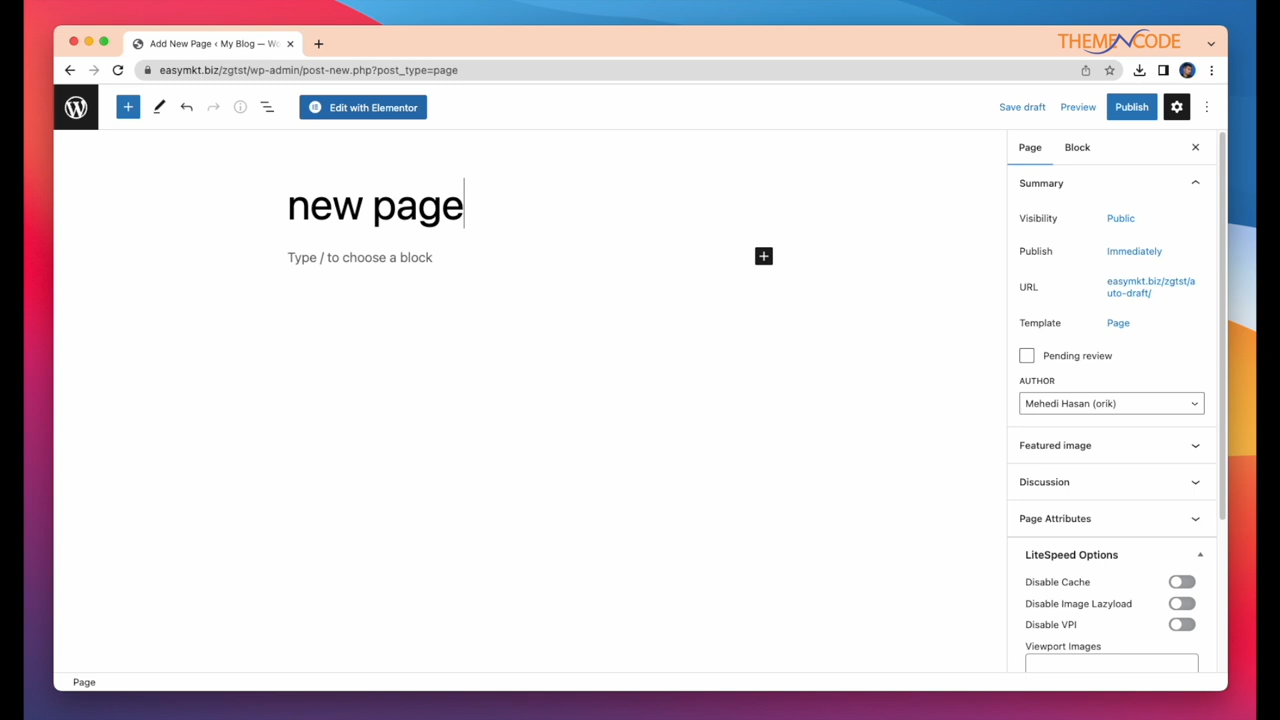 THEMENCODE
Add New Page ‹ My Blog — Wo
easymkt.biz/zgtst/wp-admin/post-new.php?post_type=page
Edit with Elementor
Save draft
Preview
Publish
new page
Type / to choose a block
Page
Block
Summary
Visibility
Public
Publish
Immediately
URL
easymkt.biz/zgtst/a
uto-draft/
Template
Page
Pending review
AUTHOR
Mehedi Hasan (orik)
Featured image
Discussion
Page Attributes
LiteSpeed Options
Disable Cache
Disable Image Lazyload
Disable VPI
Viewport Images
Page